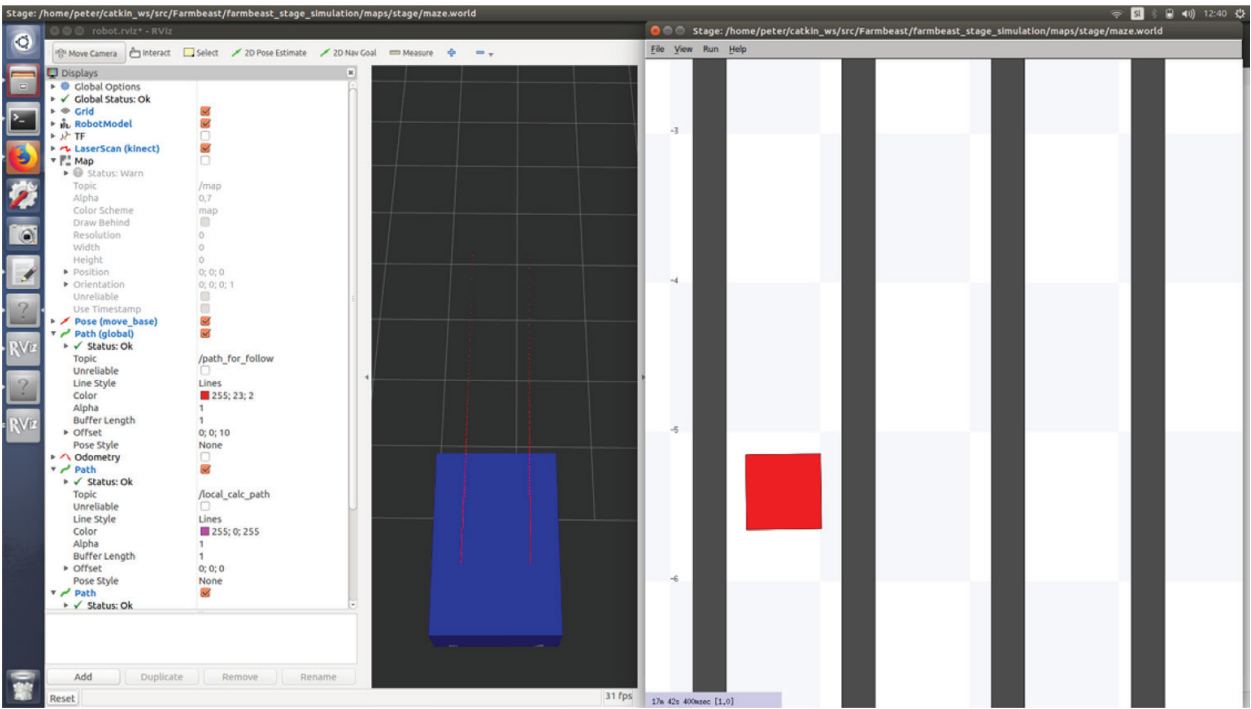 Stage: /home/peter/catkin_ws/src/Farmbeast/farmbeast_stage_simulation/maps/stage/maze.world
Sl
12:40
robot.rviz* - RViz
Move Camera Interact Select 2D Pose Estimate 2D Nav Goal Measure
Displays
Global Options
Global Status: Ok
Grid
RobotModel
TF
LaserScan (kinect)
Map
Status: Warn
Topic /map
Alpha 0,7
Color Scheme map
Draw Behind
Resolution 0
Width 0
Height 0
Position 0; 0; 0
Orientation 0; 0; 0; 1
Unreliable
Use Timestamp
Pose (move_base)
Path (global)
Status: Ok
Topic /path_for_follow
Unreliable
Line Style Lines
Color 255; 23; 2
Alpha 1
Buffer Length 1
Offset 0; 0; 10
Pose Style None
Odometry
Path
Status: Ok
Topic /local_calc_path
Unreliable
Line Style Lines
Color 255; 0; 255
Alpha 1
Buffer Length 1
Offset 0; 0; 0
Pose Style None
Path
Status: Ok
Add Duplicate Remove Rename
Reset
31 fps
RViz
RViz
Stage: /home/peter/catkin_ws/src/Farmbeast/farmbeast_stage_simulation/maps/stage/maze.world
File View Run Help
-3
-4
-5
-6
17m 42s 400msec [1.0]